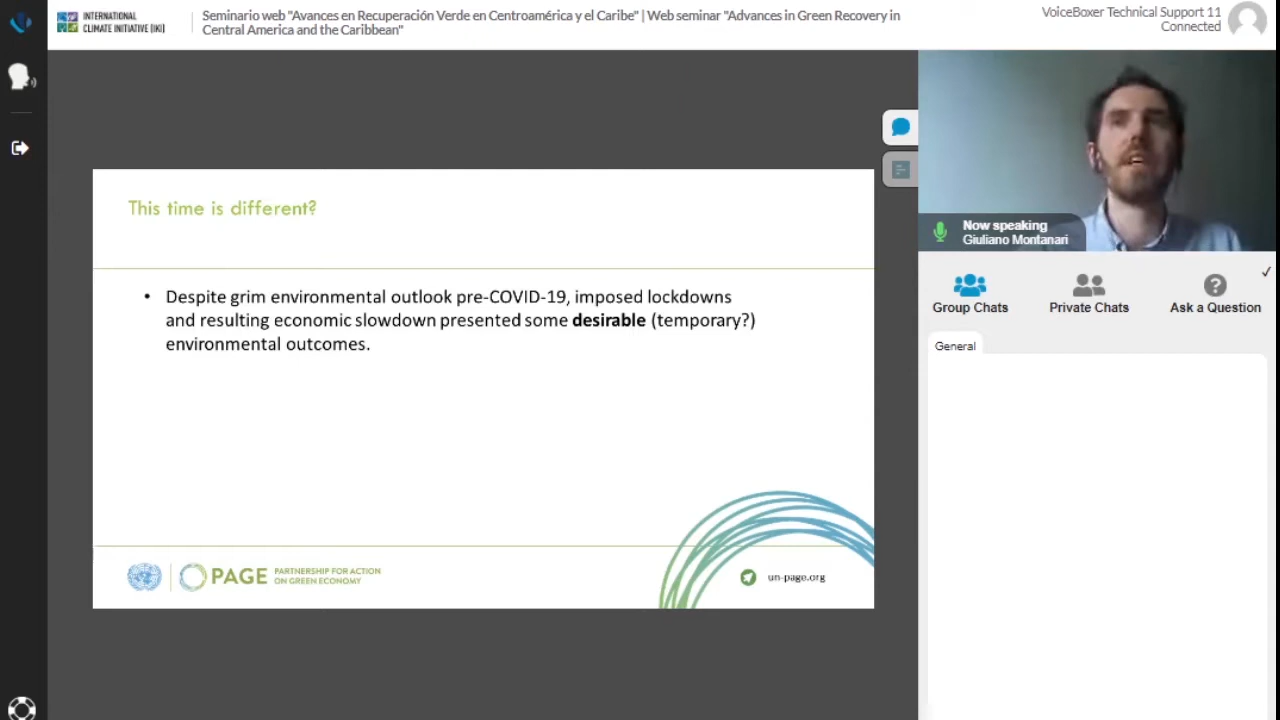 INTERNATIONAL
CLIMATE INITIATIVE (IKI)
Seminario web "Avances en Recuperación Verde en Centroamérica y el Caribe" | Web seminar "Advances in Green Recovery in
Central America and the Caribbean"
VoiceBoxer Technical Support 11
Connected
This time is different?
• Despite grim environmental outlook pre-COVID-19, imposed lockdowns
and resulting economic slowdown presented some desirable (temporary?)
environmental outcomes.
PAGE
PARTNERSHIP FOR ACTION
ON GREEN ECONOMY
un-page.org
Now speaking
Giuliano Montanari
Group Chats
Private Chats
Ask a Question
General